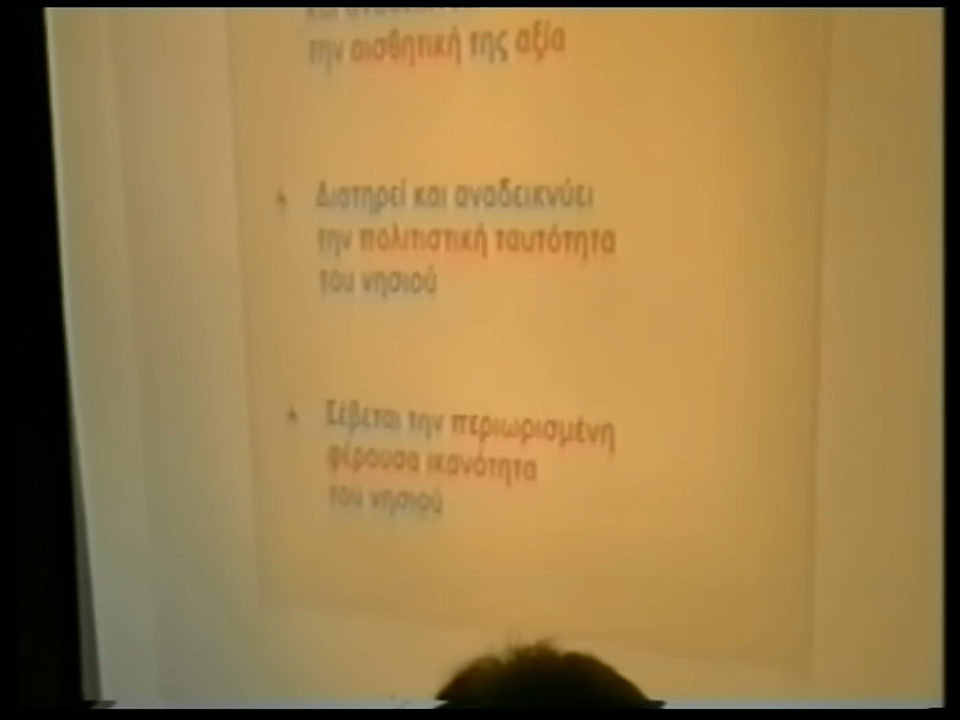 την αισθητική της αξία
Διατηρεί και αναδεικνύει
την πολιτιστική ταυτότητα
του νησιού
Σέβεται την περιωρισμένη
φέρουσα ικανότητα
του νησιού